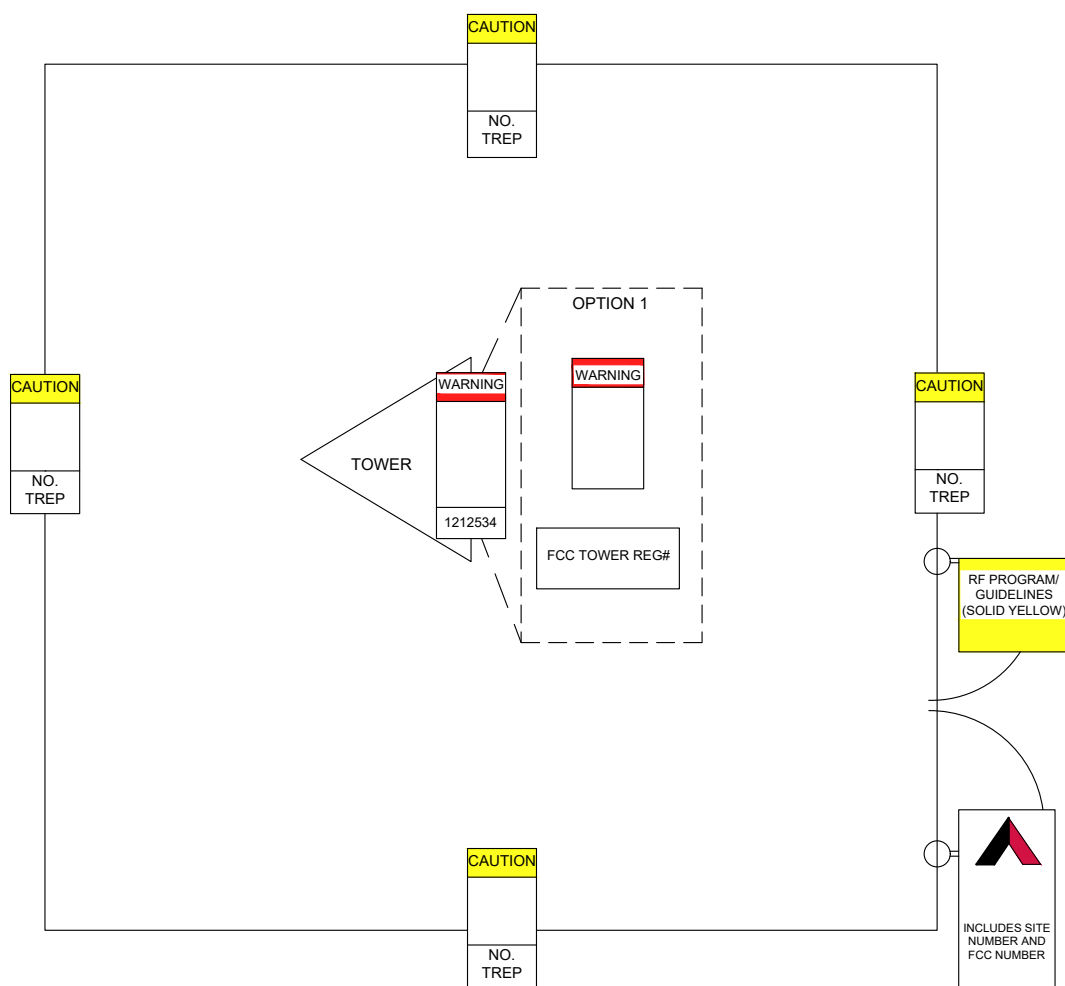 CAUTION
NO.
TREP
OPTION 1
WARNING
WARNING
CAUTION
NO.
TREP
TOWER
1212534
FCC TOWER REG#
CAUTION
NO.
TREP
RF PROGRAM/
GUIDELINES
(SOLID YELLOW)
CAUTION
NO.
TREP
INCLUDES SITE
NUMBER AND
FCC NUMBER